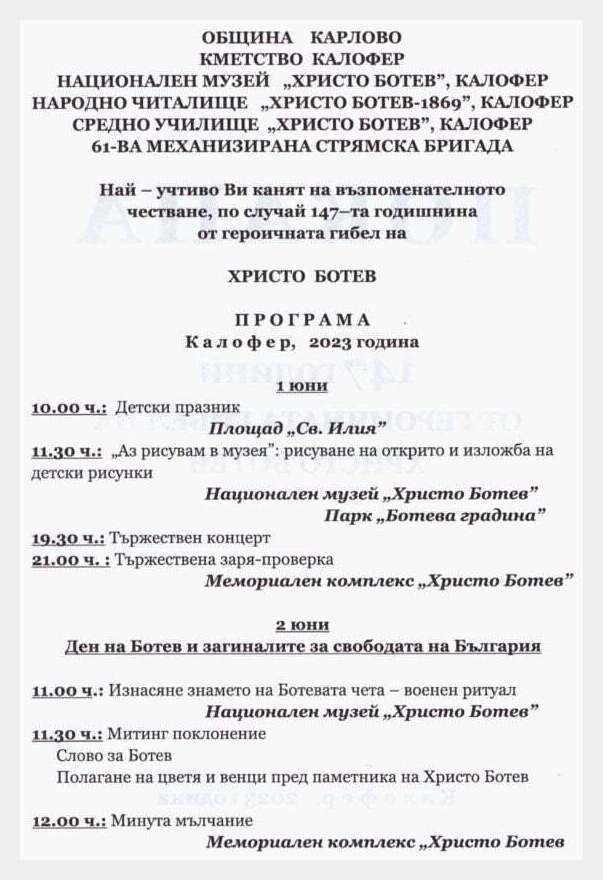 ОБЩИНА КАРЛОВО
КМЕТСТВО КАЛОФЕР
НАЦИОНАЛЕН МУЗЕЙ „ХРИСТО БОТЕВ”, КАЛОФЕР
НАРОДНО ЧИТАЛИЩЕ „ХРИСТО БОТЕВ-1869”, КАЛОФЕР
СРЕДНО УЧИЛИЩЕ „ХРИСТО БОТЕВ”, КАЛОФЕР
61-ВА МЕХАНИЗИРАНА СТРЯМСКА БРИГАДА
Най – учтиво Ви канят на възпоменателното
честване, по случай 147–та годишнина
от героичната гибел на
ХРИСТО БОТЕВ
П Р О Г Р А М А
К а л о ф е р, 2023 година
1 юни
10.00 ч.: Детски празник
Площад „Св. Илия”
11.30 ч.: „Аз рисувам в музея”: рисуване на открито и изложба на
детски рисунки
Национален музей „Христо Ботев”
Парк „Ботева градина”
19.30 ч.: Тържествен концерт
21.00 ч. : Тържествена заря-проверка
Мемориален комплекс „Христо Ботев”
2 юни
Ден на Ботев и загиналите за свободата на България
11.00 ч.: Изнасяне знамето на Ботевата чета – военен ритуал
Национален музей „Христо Ботев”
11.30 ч.: Митинг поклонение
Слово за Ботев
Полагане на цветя и венци пред паметника на Христо Ботев
12.00 ч.: Минута мълчание
Мемориален комплекс „Христо Ботев